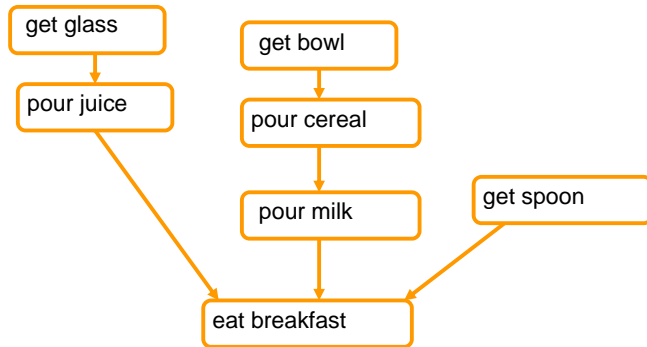 get glass
get bowl
pour juice
pour cereal
pour milk
get spoon
eat breakfast